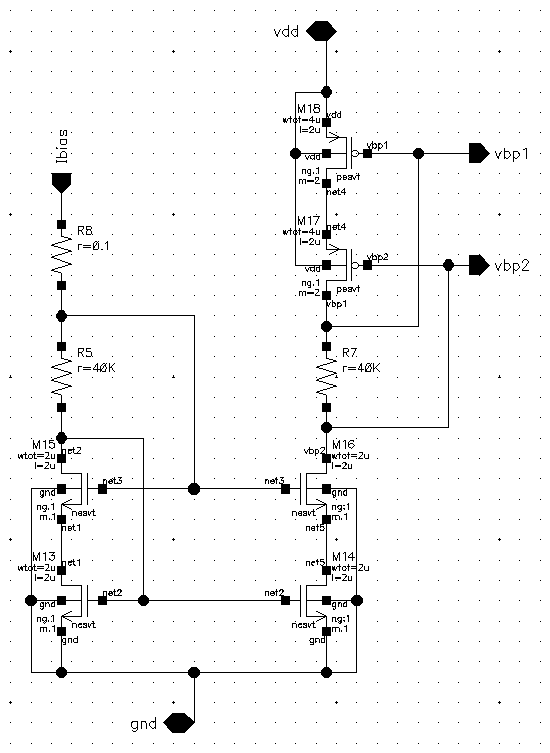 vdd
M18
wtot=4u
l=2u
vdd
vdd
vbp1
vbp1
ng.1
m=2
pesvt
net4
Ibias
M17
wtot=4u
l=2u
net4
R8
r=0.1
vdd
vbp2
vbp2
ng.1
m=2
pesvt
vbp1
R5
r=40K
R7
r=40K
M15
wtot=2u
l=2u
net2
vbp2
M16
wtot=2u
l=2u
gnd
net3
net3
gnd
ng.1
m.1
nesvt
net1
nesvt
ng:1
m.1
net5
M13
wtot=2u
l=2u
net1
net5
M14
wtot=2u
l=2u
gnd
net2
net2
gnd
ng.1
m.1
nesvt
gnd
nesvt
ng:1
m.1
gnd
gnd